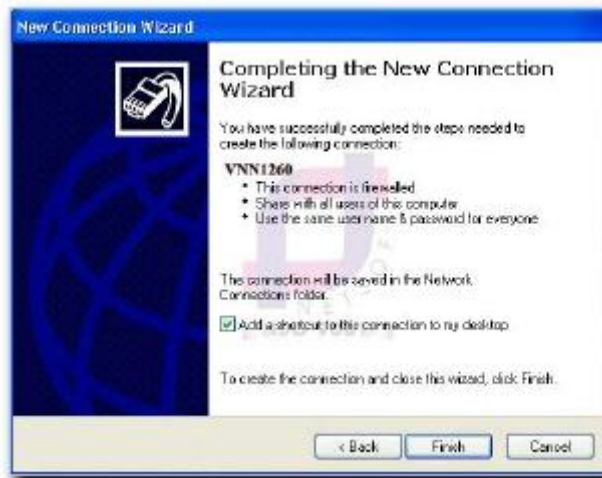 New Connection Wizard
Completing the New Connection
Wizard
You have successfully completed the steps needed to
create the following connection:
VNN1260
• This connection is firewalled
• Share with all users of this computer
• Use the same user name & password for everyone
The connection will be saved in the Network
Connections folder.
Add a shortcut to this connection to my desktop
To create the connection and close this wizard, click Finish.
< Back
Finish
Cancel